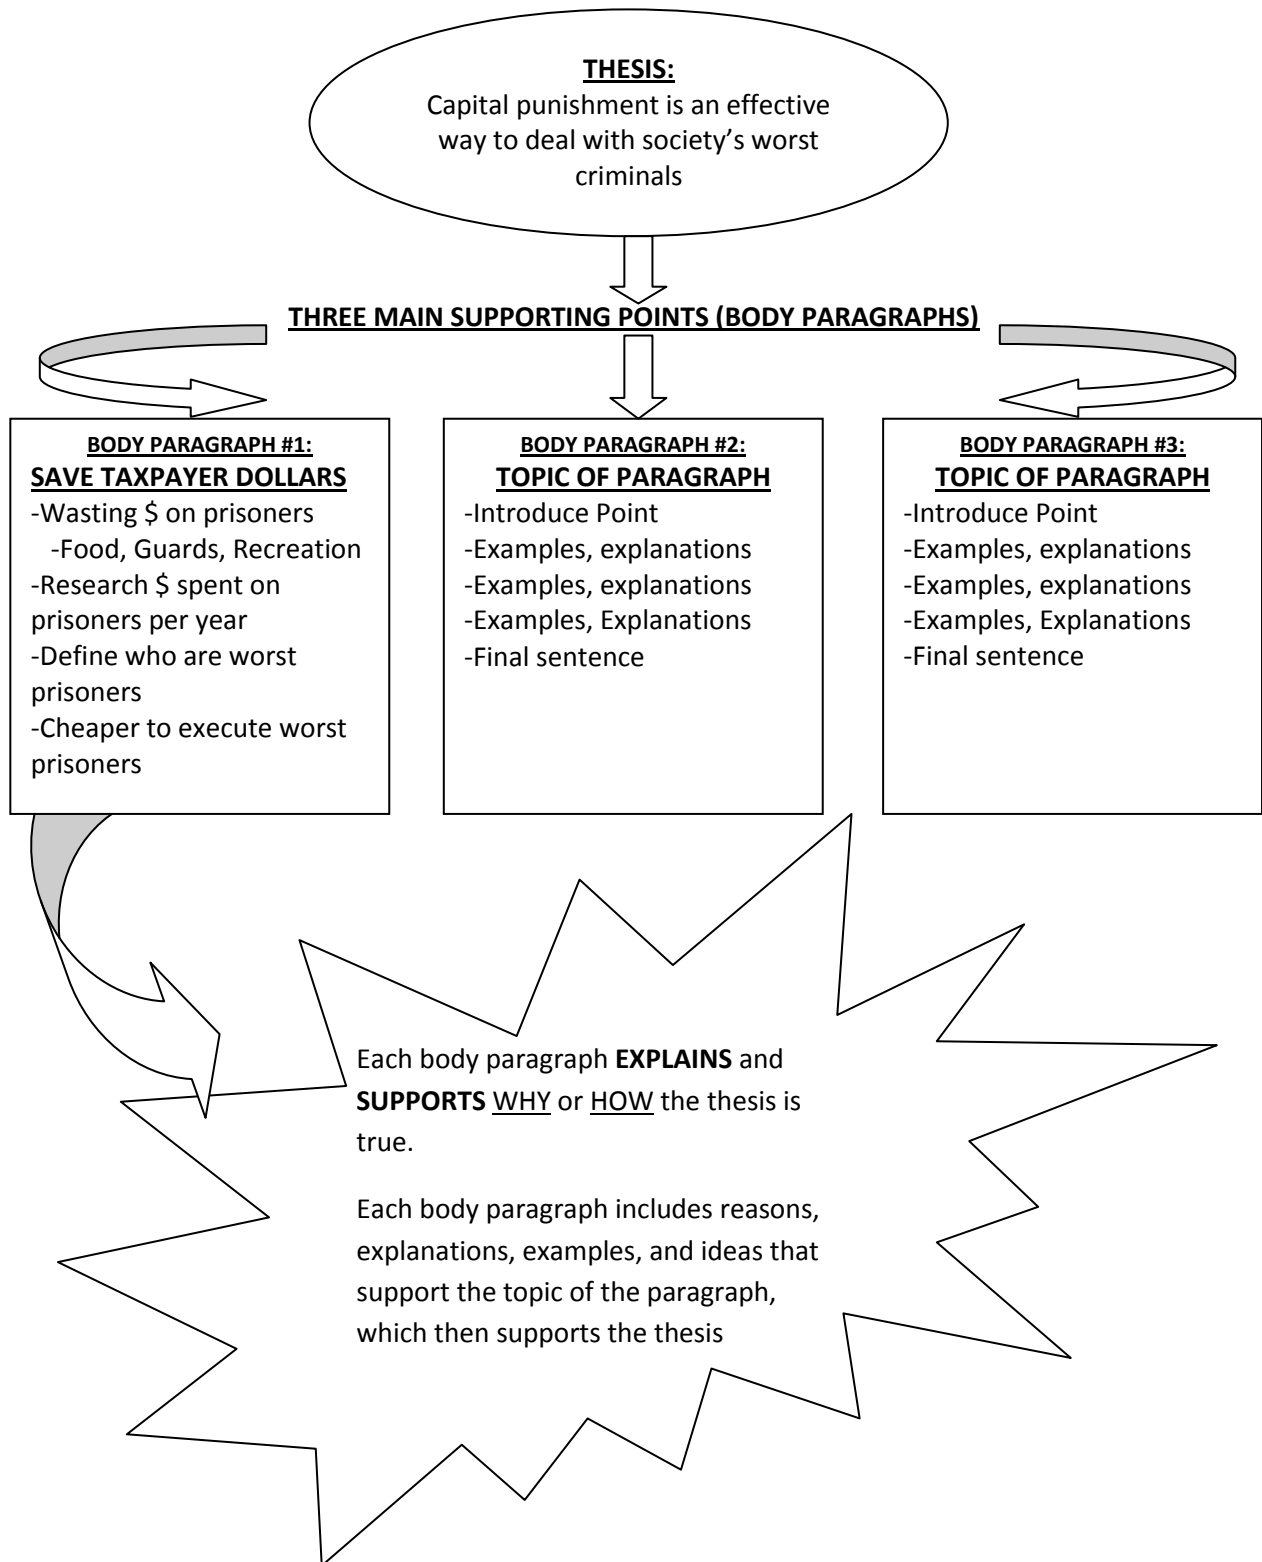 THESIS:
Capital punishment is an effective
way to deal with society’s worst
criminals
THREE MAIN SUPPORTING POINTS (BODY PARAGRAPHS)
BODY PARAGRAPH #1:
SAVE TAXPAYER DOLLARS
-Wasting $ on prisoners
-Food, Guards, Recreation
-Research $ spent on
prisoners per year
-Define who are worst
prisoners
-Cheaper to execute worst
prisoners
BODY PARAGRAPH #2:
TOPIC OF PARAGRAPH
-Introduce Point
-Examples, explanations
-Examples, explanations
-Examples, Explanations
-Final sentence
BODY PARAGRAPH #3:
TOPIC OF PARAGRAPH
-Introduce Point
-Examples, explanations
-Examples, explanations
-Examples, Explanations
-Final sentence
Each body paragraph EXPLAINS and
SUPPORTS WHY or HOW the thesis is
true.
Each body paragraph includes reasons,
explanations, examples, and ideas that
support the topic of the paragraph,
which then supports the thesis